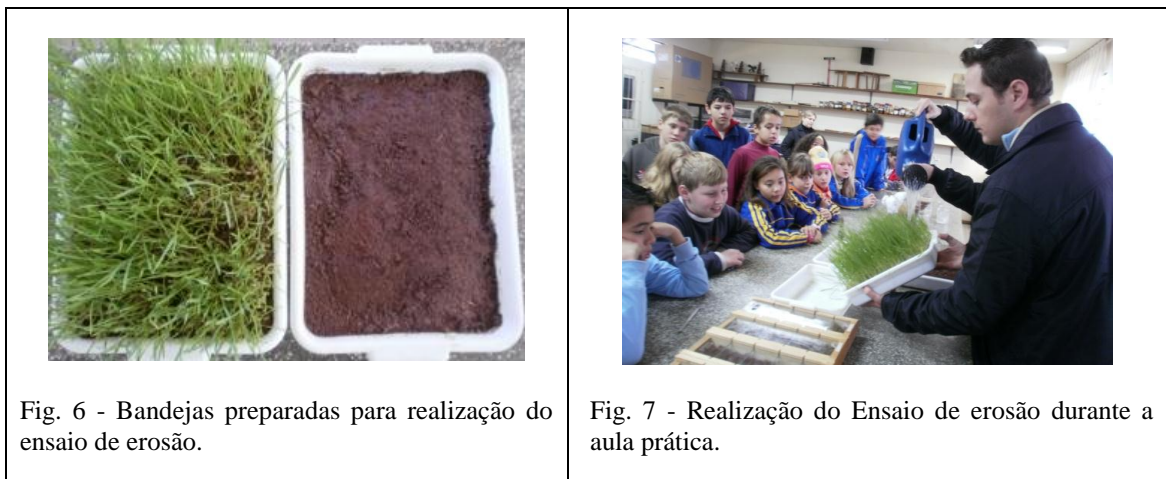 Fig. 6 - Bandejas preparadas para realização do
ensaio de erosão.
Fig. 7 - Realização do Ensaio de erosão durante a
aula prática.